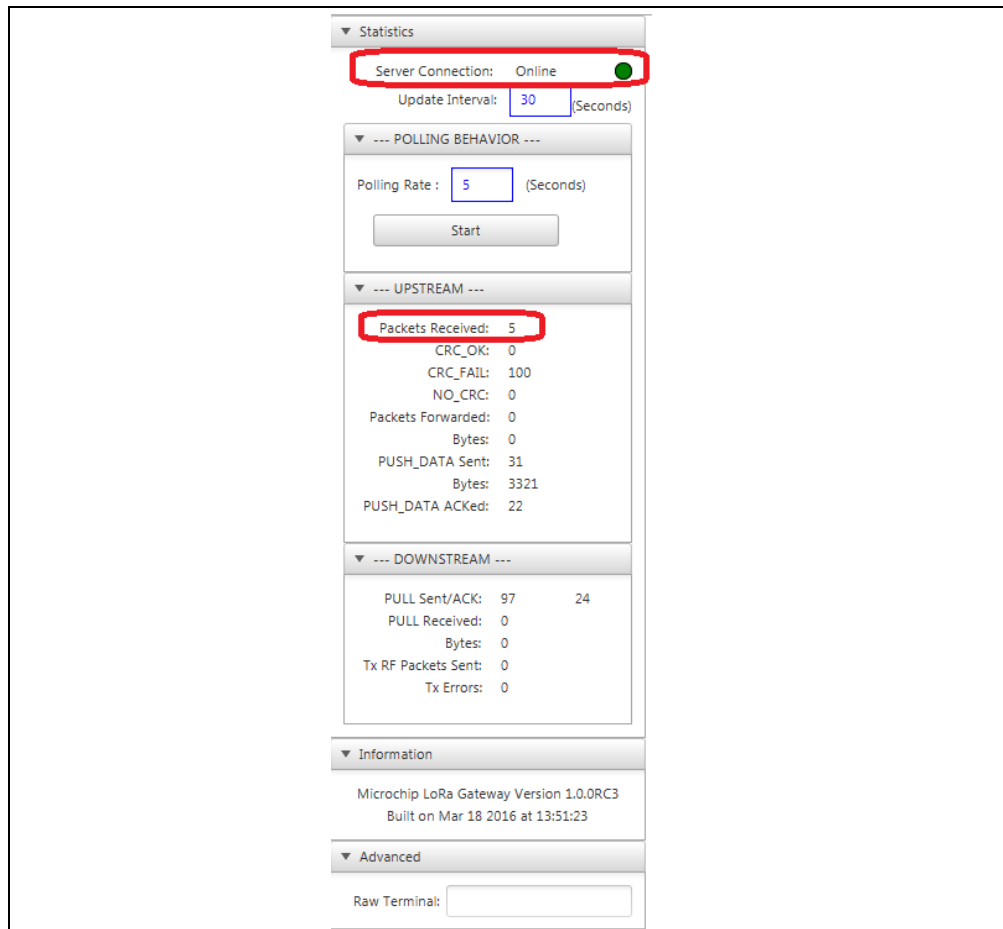 Statistics
Server Connection: Online
Update Interval: 30 (Seconds)
--- POLLING BEHAVIOR ---
Polling Rate : 5 (Seconds)
Start
--- UPSTREAM ---
Packets Received: 5
CRC_OK: 0
CRC_FAIL: 100
NO_CRC: 0
Packets Forwarded: 0
Bytes: 0
PUSH_DATA Sent: 31
Bytes: 3321
PUSH_DATA ACKed: 22
--- DOWNSTREAM ---
PULL Sent/ACK: 97 24
PULL Received: 0
Bytes: 0
Tx RF Packets Sent: 0
Tx Errors: 0
Information
Microchip LoRa Gateway Version 1.0.0RC3
Built on Mar 18 2016 at 13:51:23
Advanced
Raw Terminal: